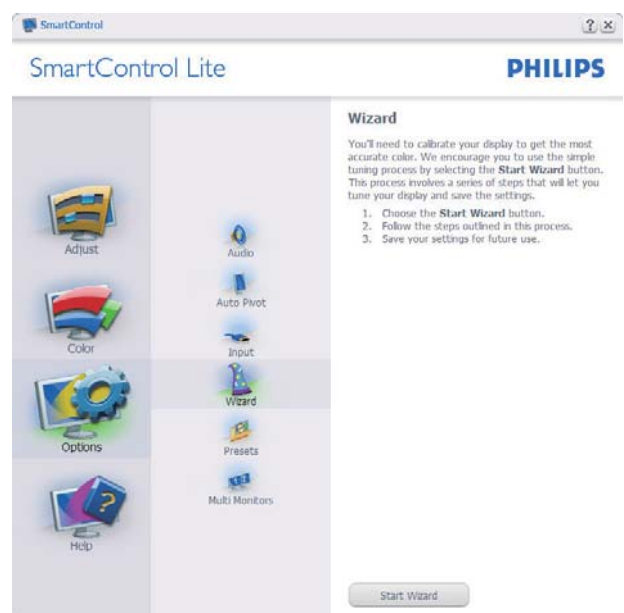 SmartControl
? ×
SmartControl Lite
PHILIPS
Adjust
Color
Options
Help
Audio
Auto Pivot
Input
Wizard
Presets
Multi Monitors
Wizard
You'll need to calibrate your display to get the most
accurate color. We encourage you to use the simple
tuning process by selecting the Start Wizard button.
This process involves a series of steps that will let you
tune your display and save the settings.
1. Choose the Start Wizard button.
2. Follow the steps outlined in this process.
3. Save your settings for future use.
Start Wizard